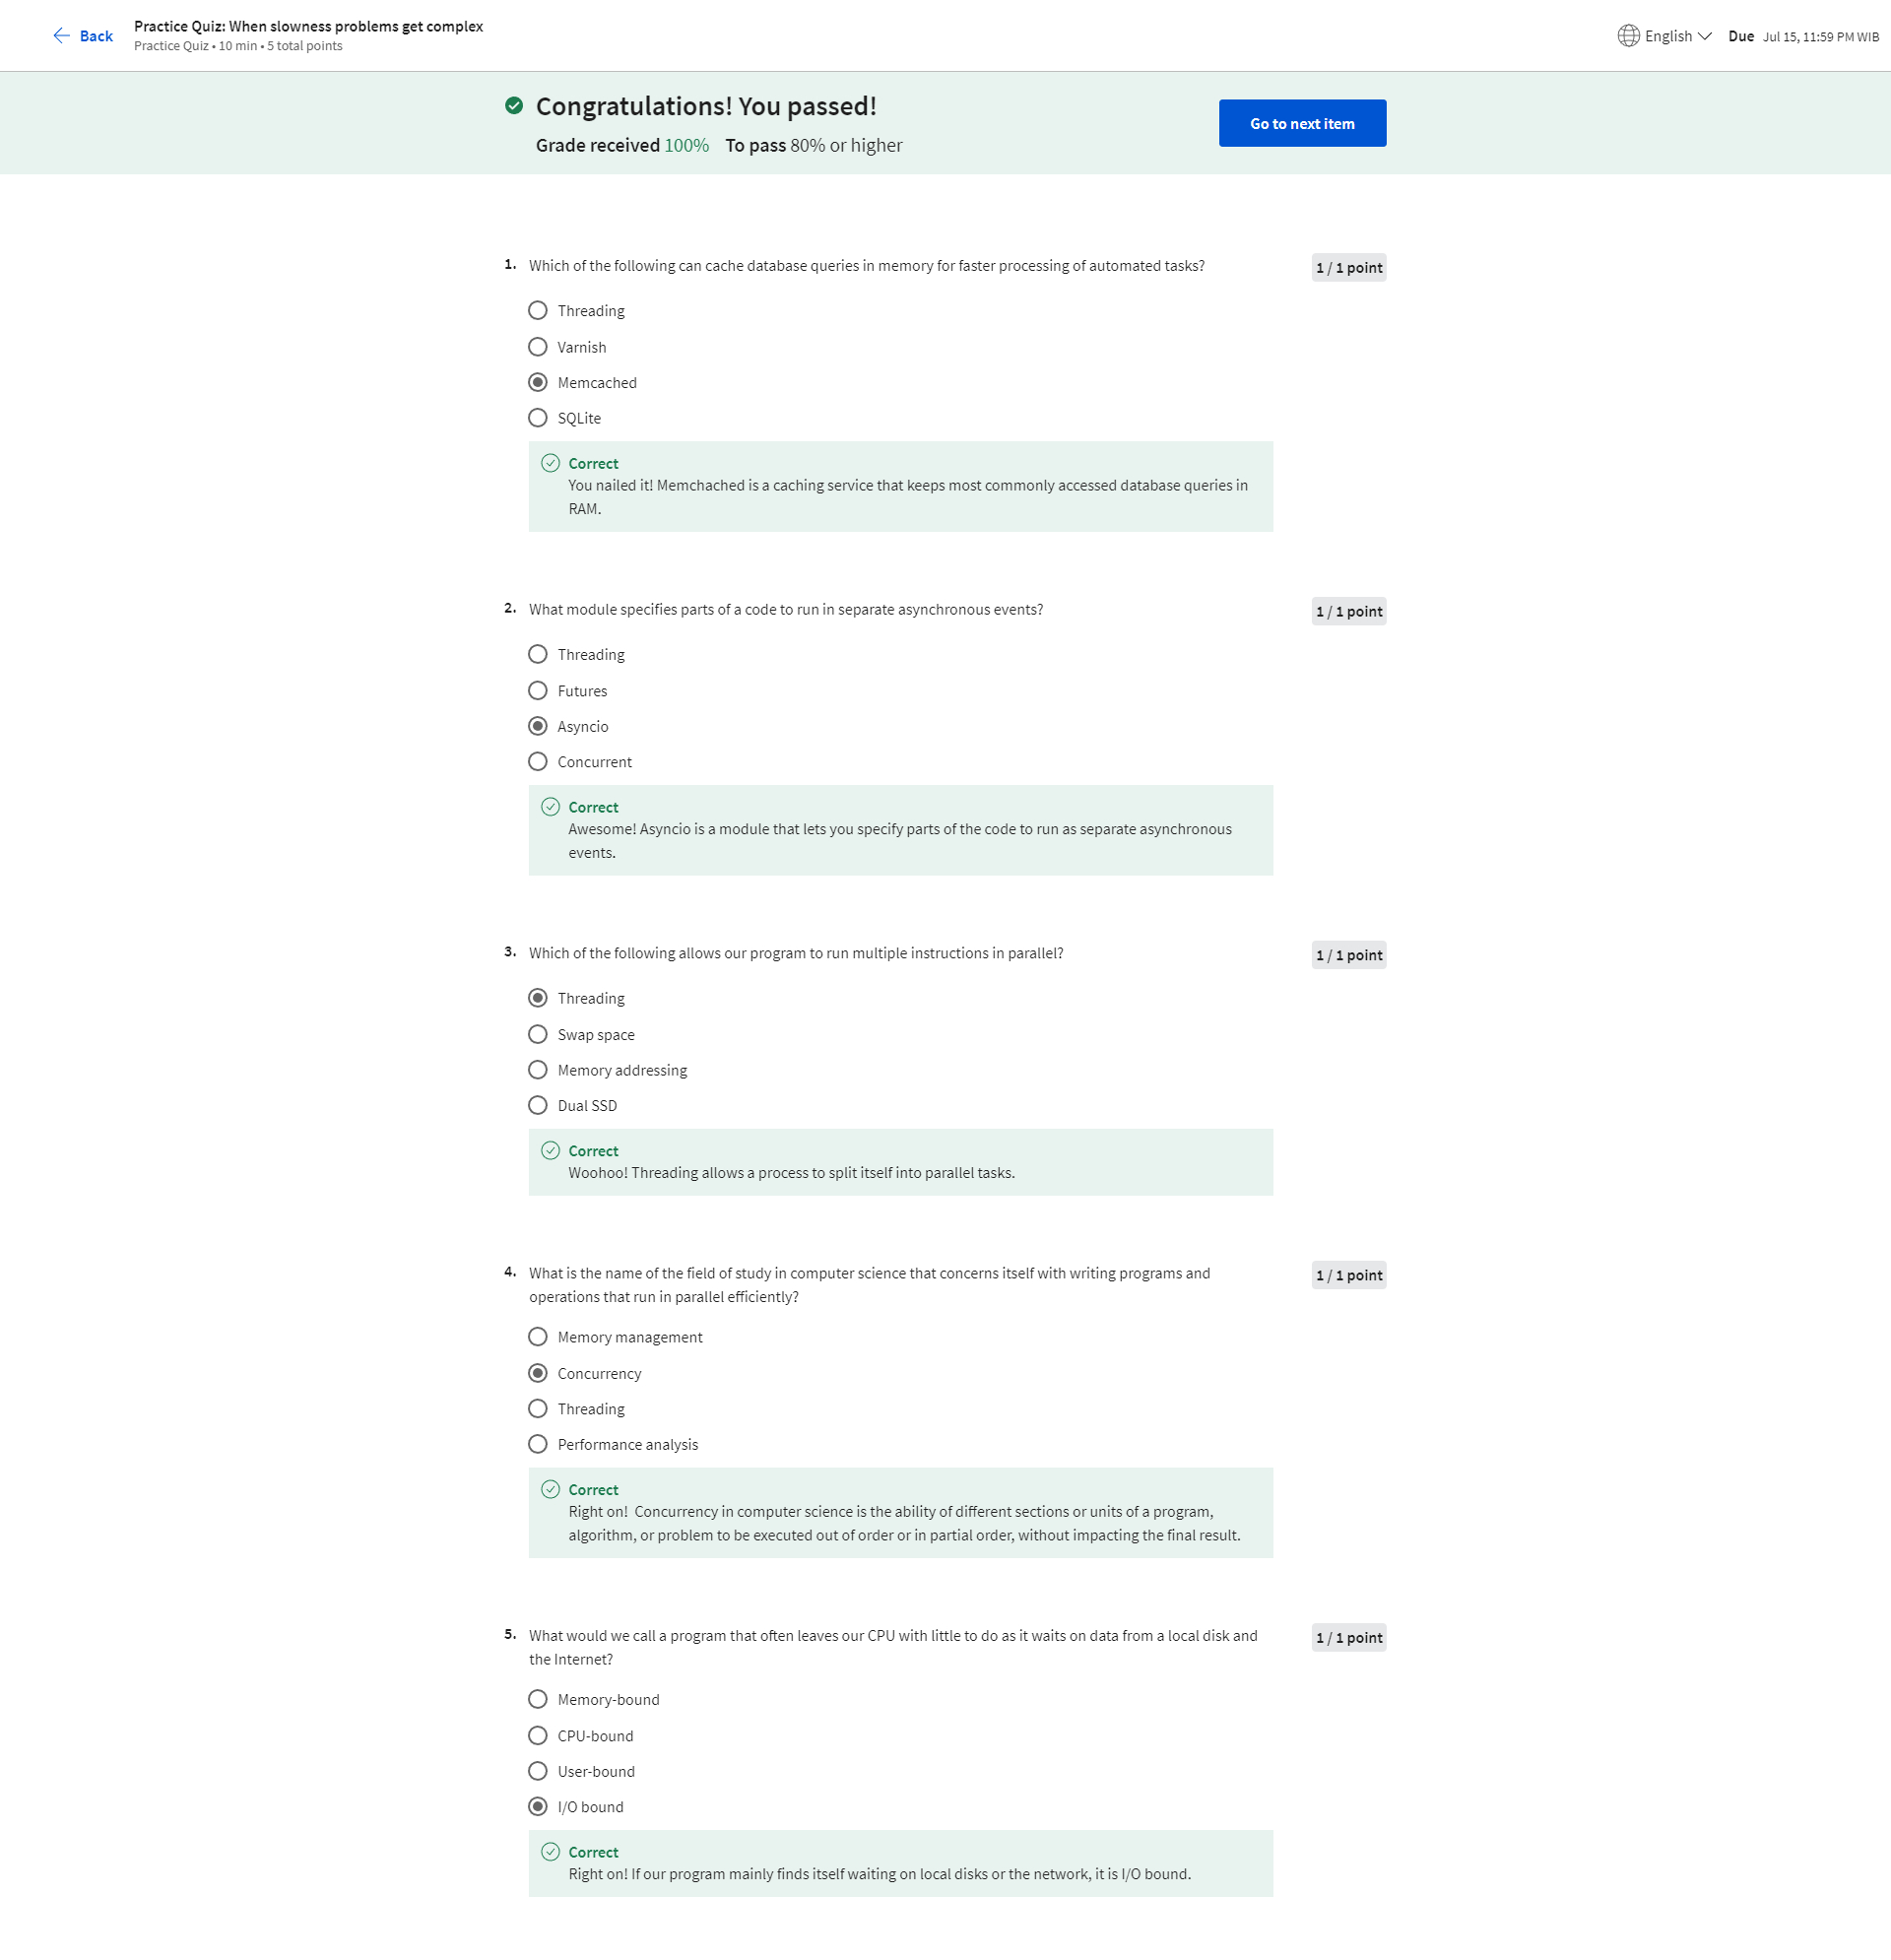 Back
Practice Quiz: When slowness problems get complex
Practice Quiz • 10 min • 5 total points
English
Due Jul 15, 11:59 PM WIB
Congratulations! You passed!
Grade received 100% To pass 80% or higher
Go to next item
1. Which of the following can cache database queries in memory for faster processing of automated tasks?
1 / 1 point
Threading
Varnish
Memcached
SQLite
Correct
You nailed it! Memchached is a caching service that keeps most commonly accessed database queries in
RAM.
2. What module specifies parts of a code to run in separate asynchronous events?
1 / 1 point
Threading
Futures
Asyncio
Concurrent
Correct
Awesome! Asyncio is a module that lets you specify parts of the code to run as separate asynchronous
events.
3. Which of the following allows our program to run multiple instructions in parallel?
1 / 1 point
Threading
Swap space
Memory addressing
Dual SSD
Correct
Woohoo! Threading allows a process to split itself into parallel tasks.
4. What is the name of the field of study in computer science that concerns itself with writing programs and
operations that run in parallel efficiently?
1 / 1 point
Memory management
Concurrency
Threading
Performance analysis
Correct
Right on!  Concurrency in computer science is the ability of different sections or units of a program,
algorithm, or problem to be executed out of order or in partial order, without impacting the final result.
5. What would we call a program that often leaves our CPU with little to do as it waits on data from a local disk and
the Internet?
1 / 1 point
Memory-bound
CPU-bound
User-bound
I/O bound
Correct
Right on! If our program mainly finds itself waiting on local disks or the network, it is I/O bound.